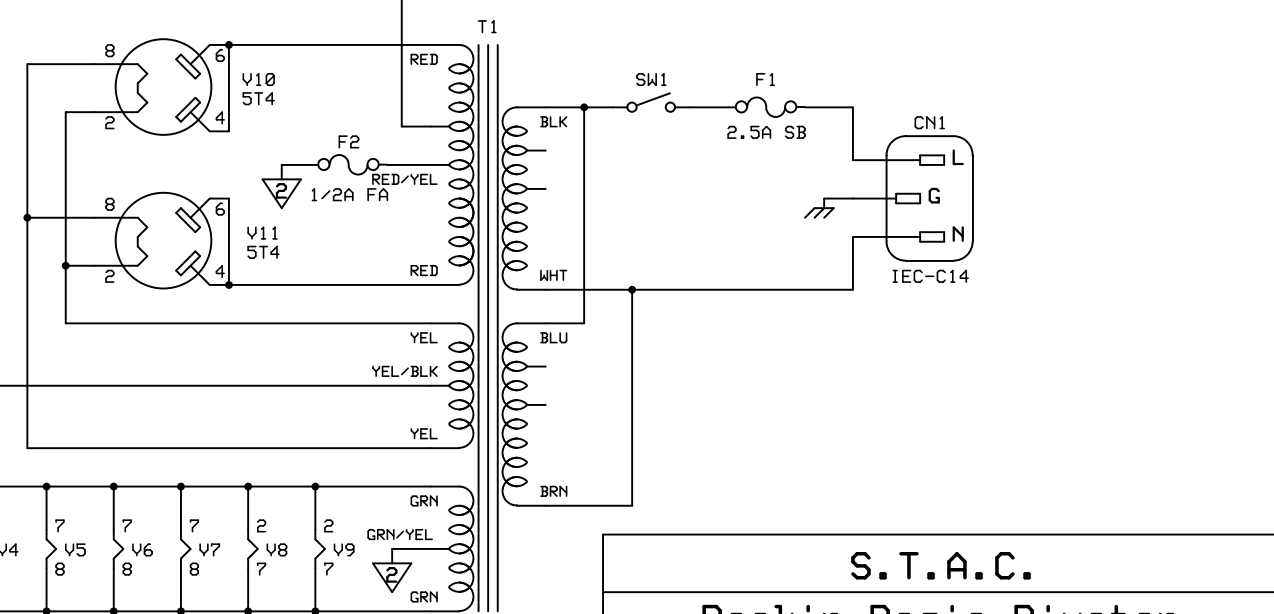 T1
8
6
V10
5T4
4
2
RED
SW1
F1
2.5A SB
BLK
CN1
L
G
N
IEC-C14
F2
RED/YEL
1/2A FA
2
8
6
V11
5T4
4
2
RED
WHT
YEL
BLU
YEL/BLK
YEL
BRN
GRN
GRN/YEL
2
GRN
V4
7
V5
8
7
V6
8
7
V7
8
2
V8
7
2
V9
7
S.T.A.C.